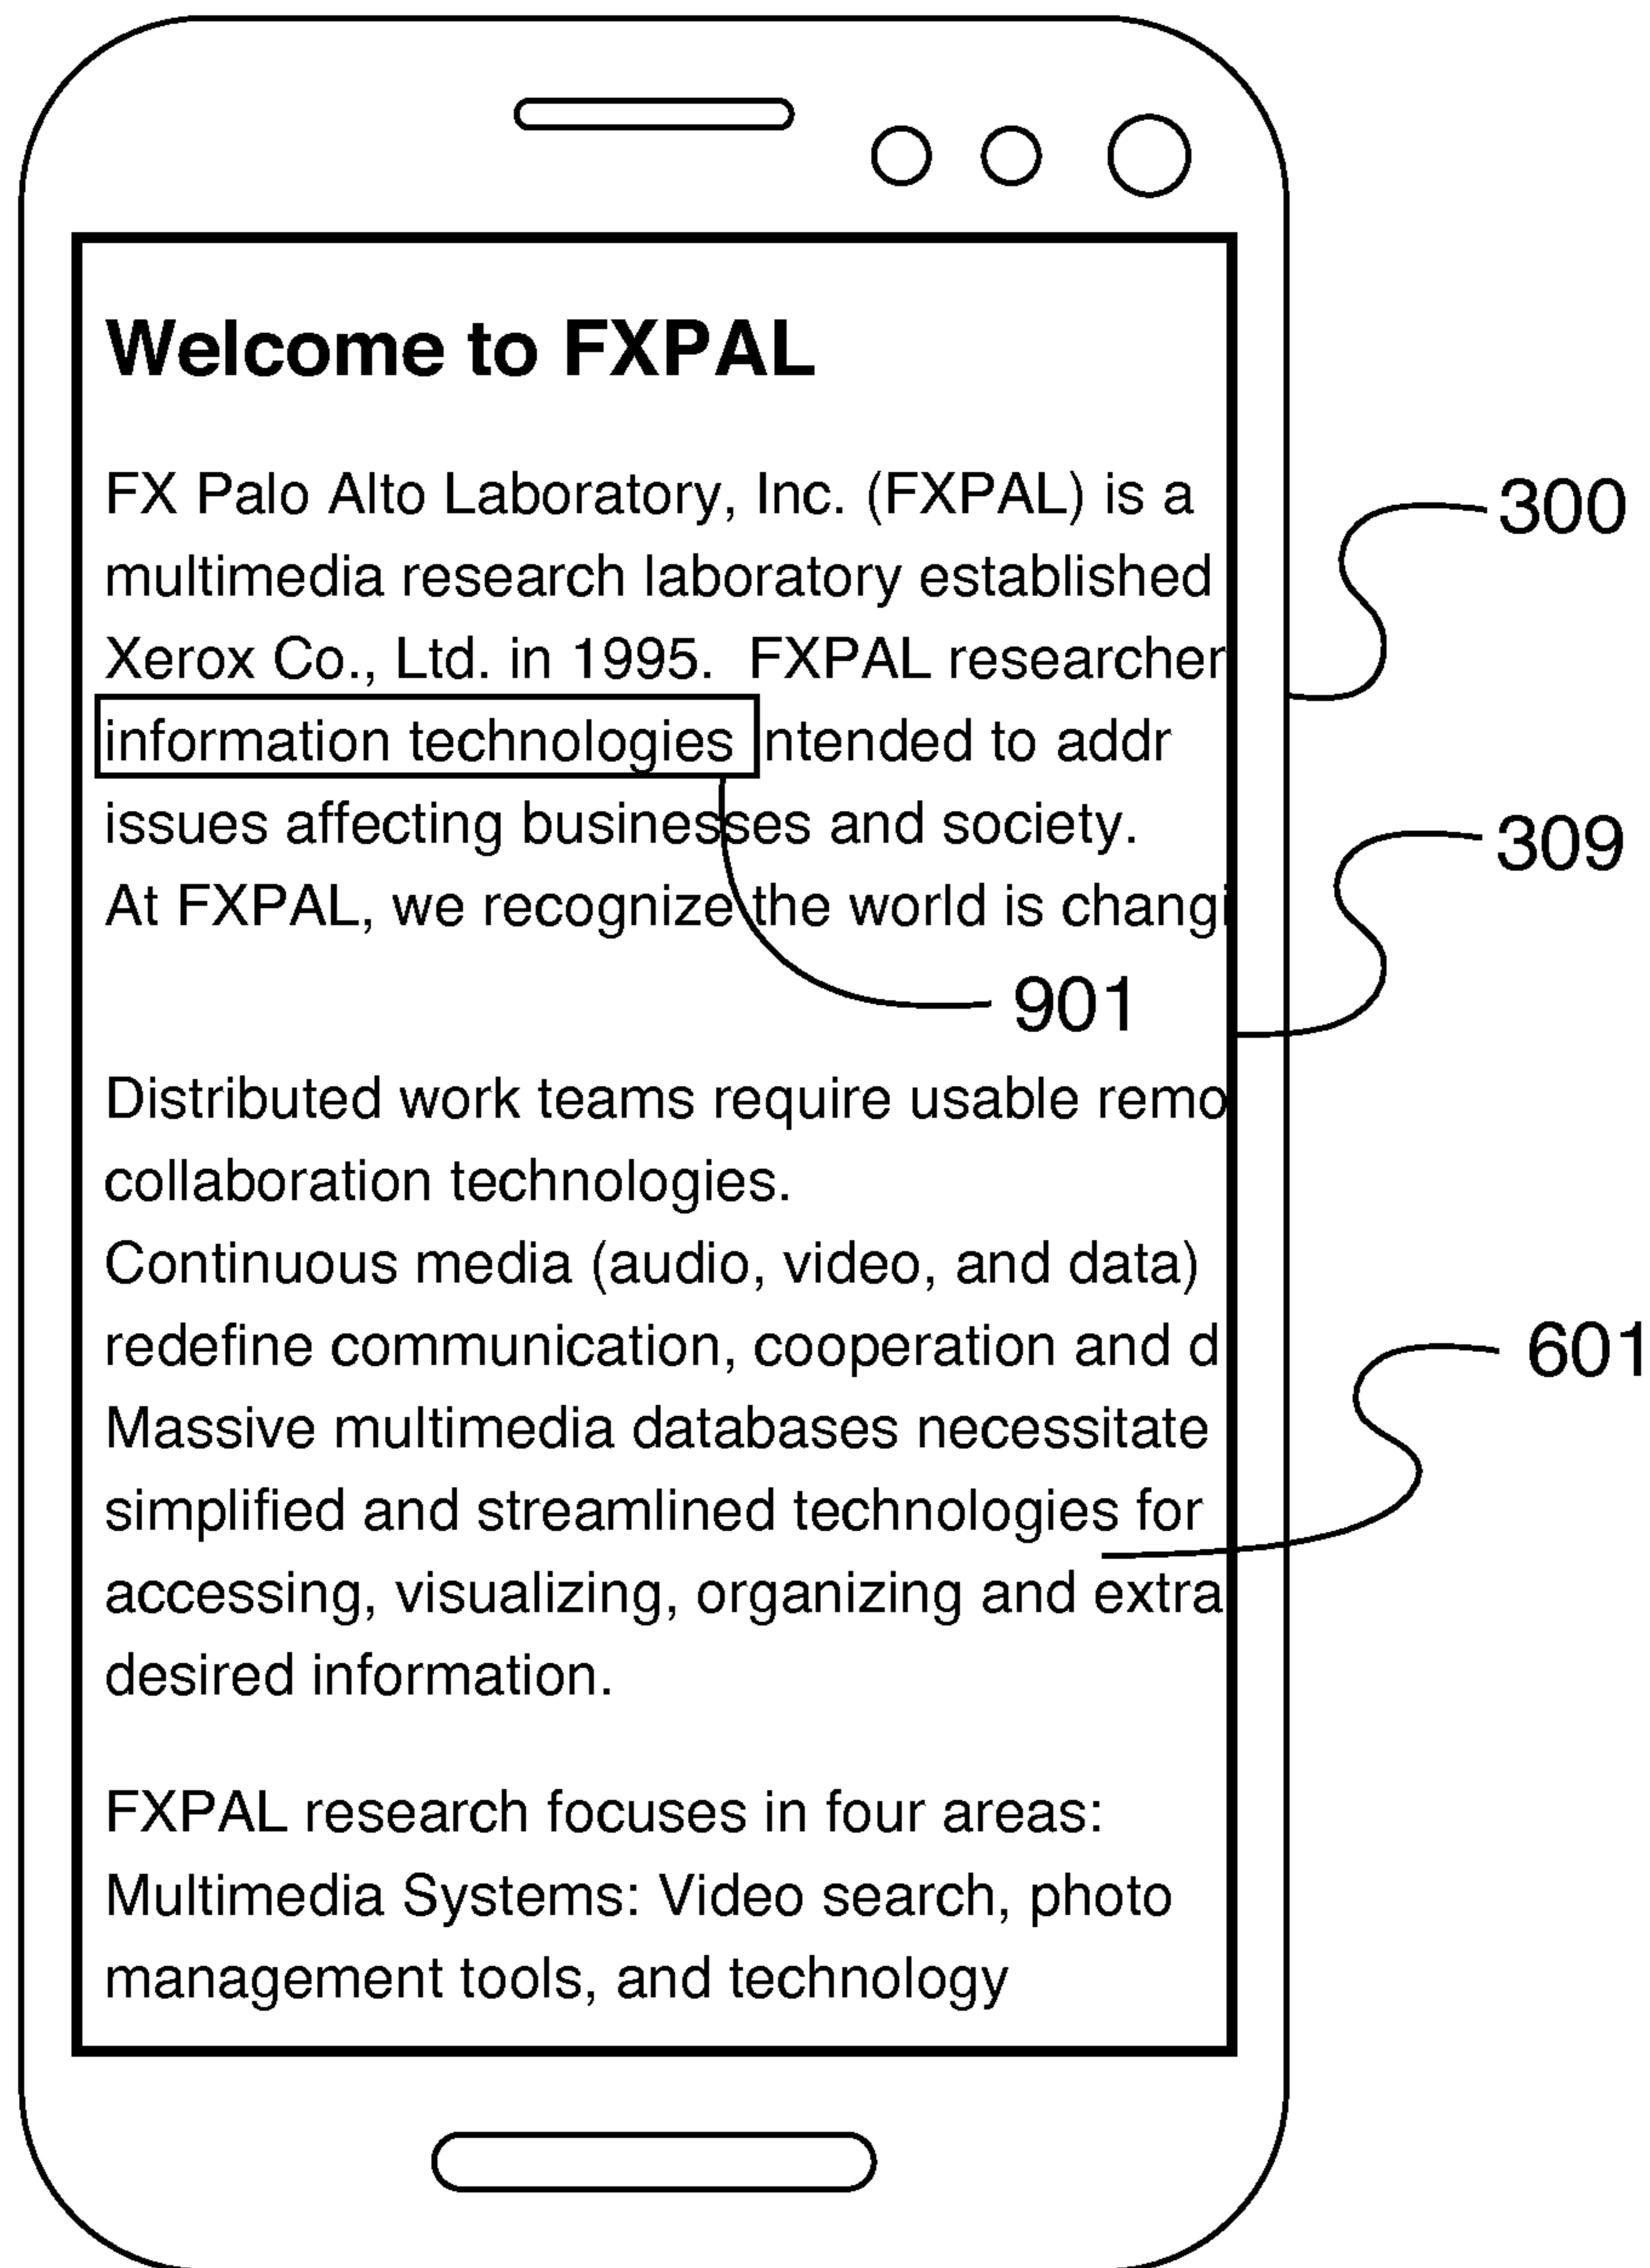 Welcome to FXPAL
FX Palo Alto Laboratory, Inc. (FXPAL) is a
multimedia research laboratory established
Xerox Co., Ltd. in 1995. FXPAL researcher
information technologies ntended to addr
issues affecting businesses and society.
At FXPAL, we recognize the world is changi
Distributed work teams require usable remo
collaboration technologies.
Continuous media (audio, video, and data)
redefine communication, cooperation and d
Massive multimedia databases necessitate
simplified and streamlined technologies for
accessing, visualizing, organizing and extra
desired information.
FXPAL research focuses in four areas:
Multimedia Systems: Video search, photo
management tools, and technology
300
309
901
601